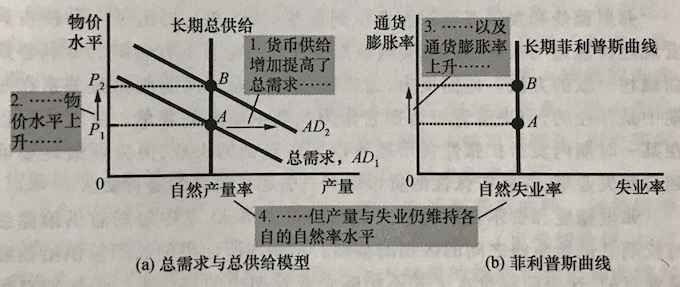 物价
水平
长期总供给
1. 货币供给
增加提高了
总需求……
P₂
B
2. ……物
价水平上
升……
P₁
A
AD₂
总需求，AD₁
0
自然产量率
产量
通货
膨胀率
3. ……以及
通货膨胀率
上升……
长期菲利普斯曲线
B
A
0
自然失业率
失业率
4. ……但产量与失业仍维持各
自的自然率水平
(a) 总需求与总供给模型
(b) 菲利普斯曲线